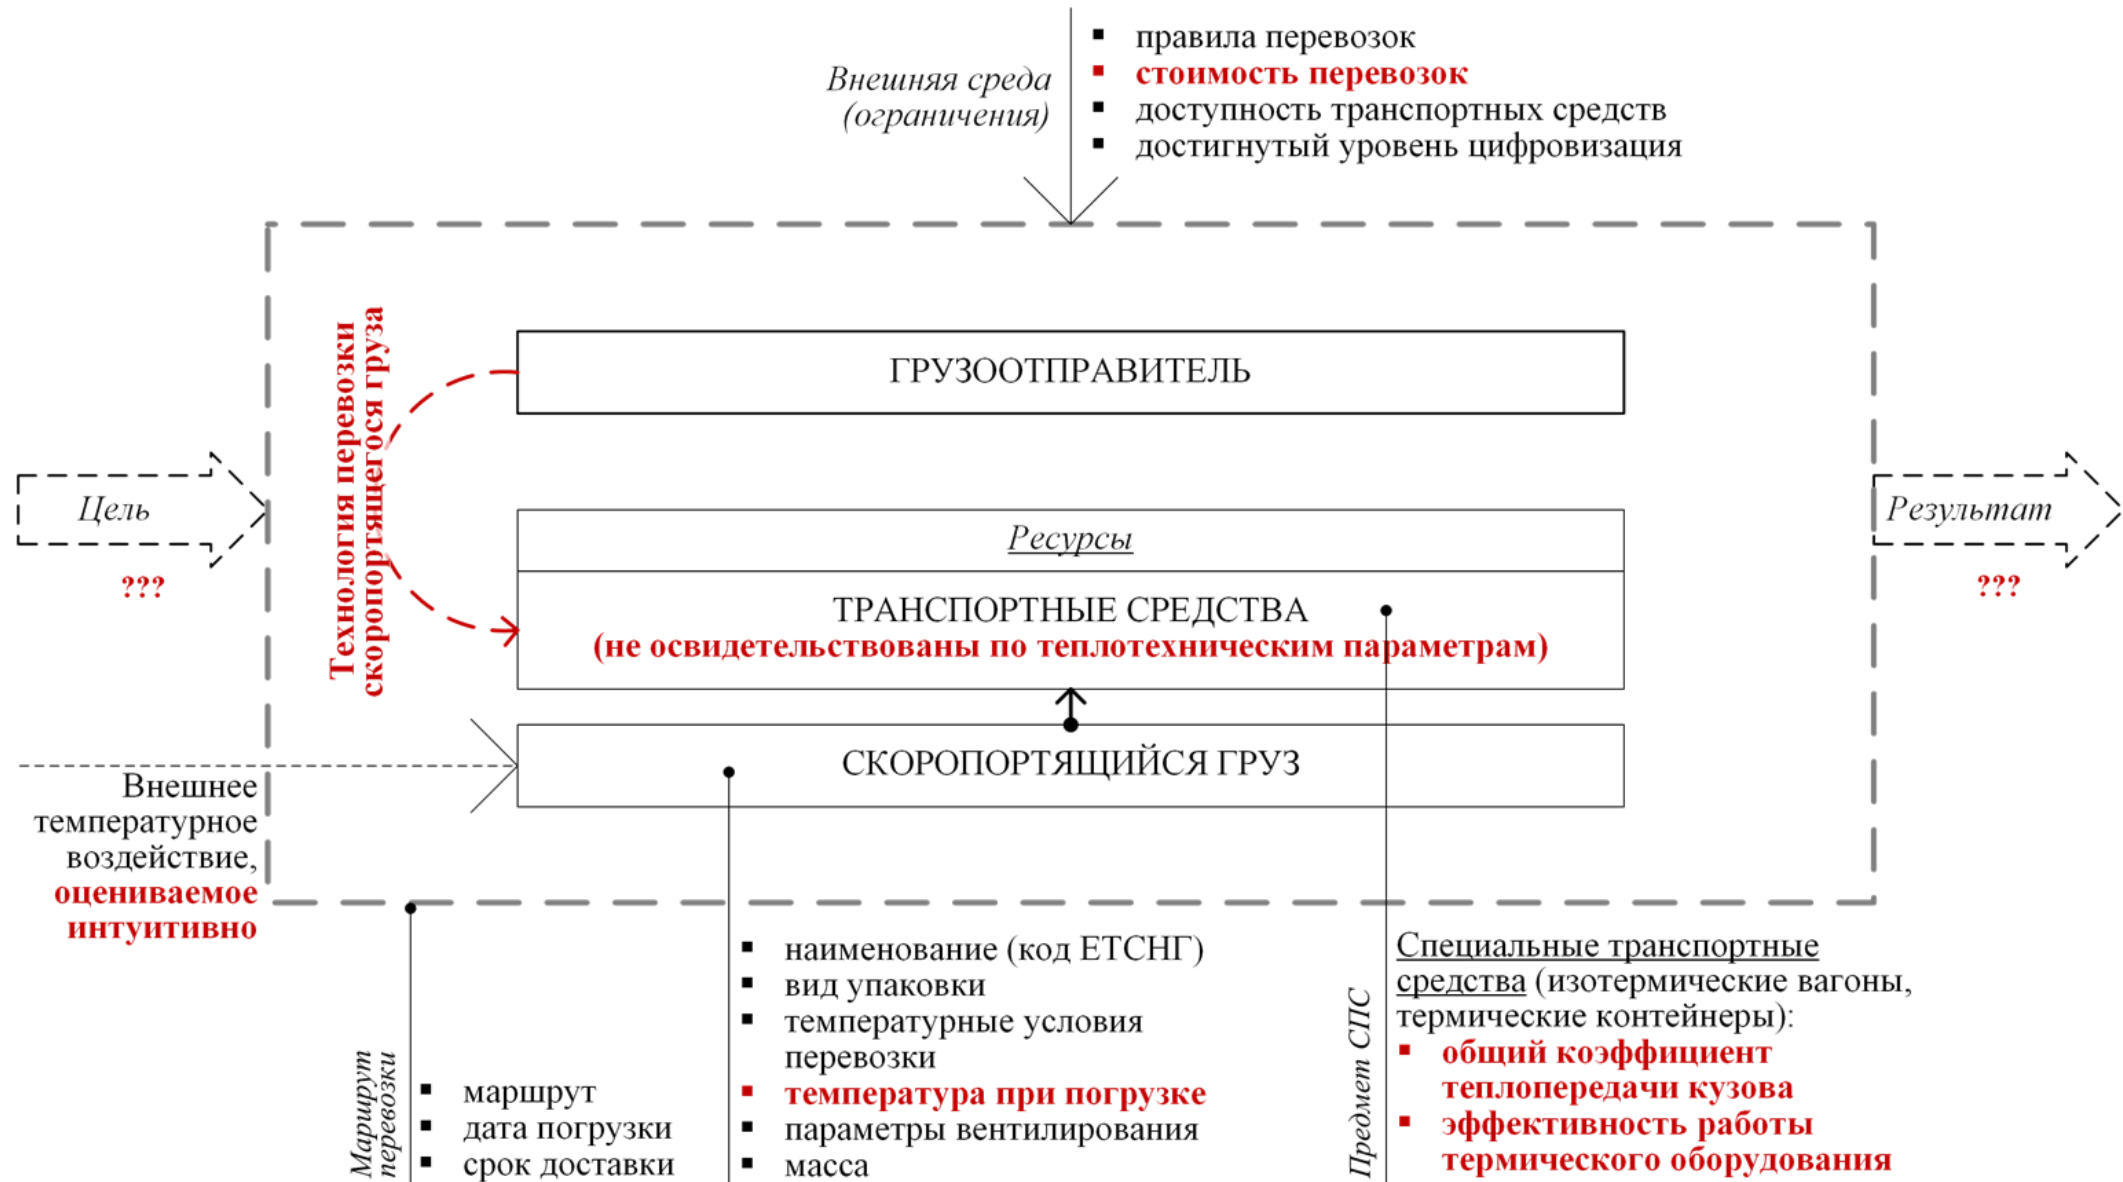 Внешняя среда
(ограничения)
▪ правила перевозок
▪ стоимость перевозок
▪ доступность транспортных средств
▪ достигнутый уровень цифровизация
Технология перевозки
скоропортящегося груза
ГРУЗООТПРАВИТЕЛЬ
Цель
???
Ресурсы
ТРАНСПОРТНЫЕ СРЕДСТВА
(не освидетельствованы по теплотехническим параметрам)
Результат
???
СКОРОПОРТЯЩИЙСЯ ГРУЗ
Внешнее
температурное
воздействие,
оцениваемое
интуитивно
Маршрут
перевозки
▪ маршрут
▪ дата погрузки
▪ срок доставки
▪ наименование (код ЕТСНГ)
▪ вид упаковки
▪ температурные условия
перевозки
▪ температура при погрузке
▪ параметры вентилирования
▪ масса
Предмет СПС
Специальные транспортные
средства (изотермические вагоны,
термические контейнеры):
▪ общий коэффициент
теплопередачи кузова
▪ эффективность работы
термического оборудования